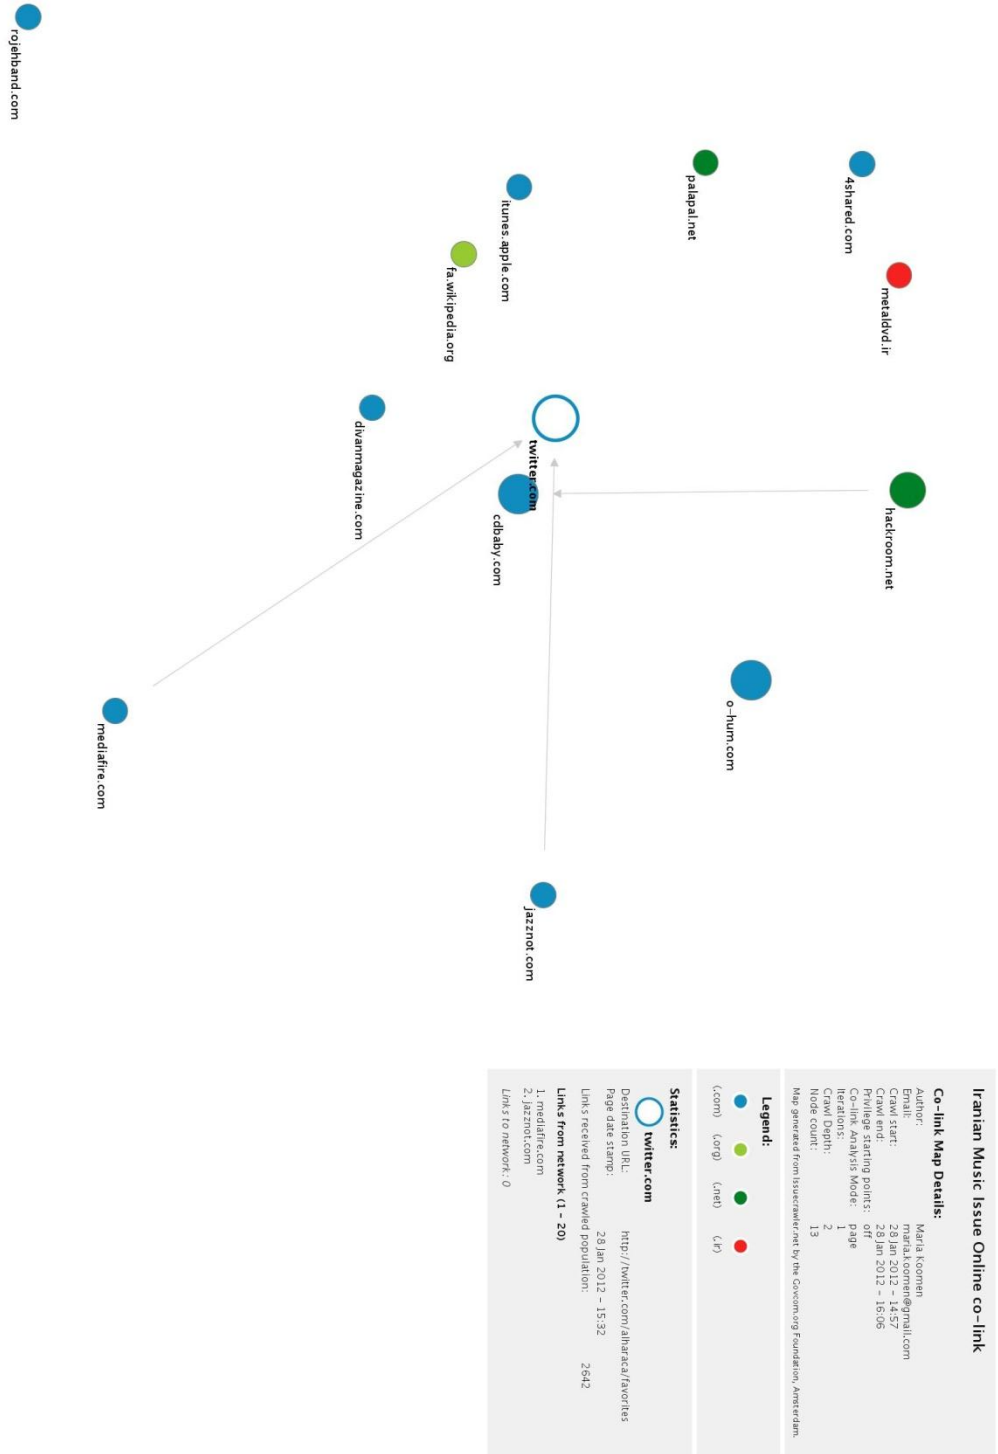 rojehband.com
4shared.com
palapal.net
itunes.apple.com
fa.wikipedia.org
metaldvd.ir
divanmagazine.com
twitter.com
cdbaby.com
hackroom.net
o-hum.com
mediafire.com
jazznot.com
Iranian Music Issue Online co-link
Co-link Map Details:
Author: Maria Koomen
Email: maria.koomen@gmail.com
Crawl start: 28 Jan 2012 - 14:57
Crawl end: 28 Jan 2012 - 16:06
Privilege starting points: off
Co-link Analysis Mode: page
Iterations: 1
Crawl Depth: 2
Node count: 13
Map generated from Issuecrawler.net by the Govcom.org Foundation, Amsterdam.
Legend:
(.com) (.org) (.net) (.ir)
Statistics:
twitter.com
Destination URL: http://twitter.com/alharaca/favorites
Page date stamp: 28 Jan 2012 - 15:32
Links received from crawled population: 2642
Links from network (1 - 20)
1. mediafire.com
2. jazznot.com
Links to network: 0